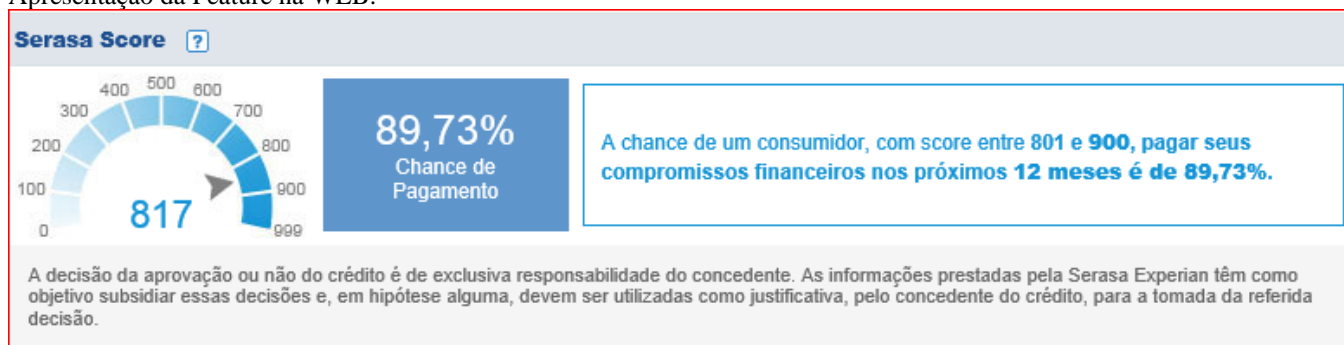 Apresentação da Feature na WEB:
Serasa Score ?
500
400 600
300 700
200 800
100 900
0 999
817
89,73%
Chance de
Pagamento
A chance de um consumidor, com score entre 801 e 900, pagar seus
compromissos financeiros nos próximos 12 meses é de 89,73%.
A decisão da aprovação ou não do crédito é de exclusiva responsabilidade do concedente. As informações prestadas pela Serasa Experian têm como
objetivo subsidiar essas decisões e, em hipótese alguma, devem ser utilizadas como justificativa, pelo concedente do crédito, para a tomada da referida
decisão.